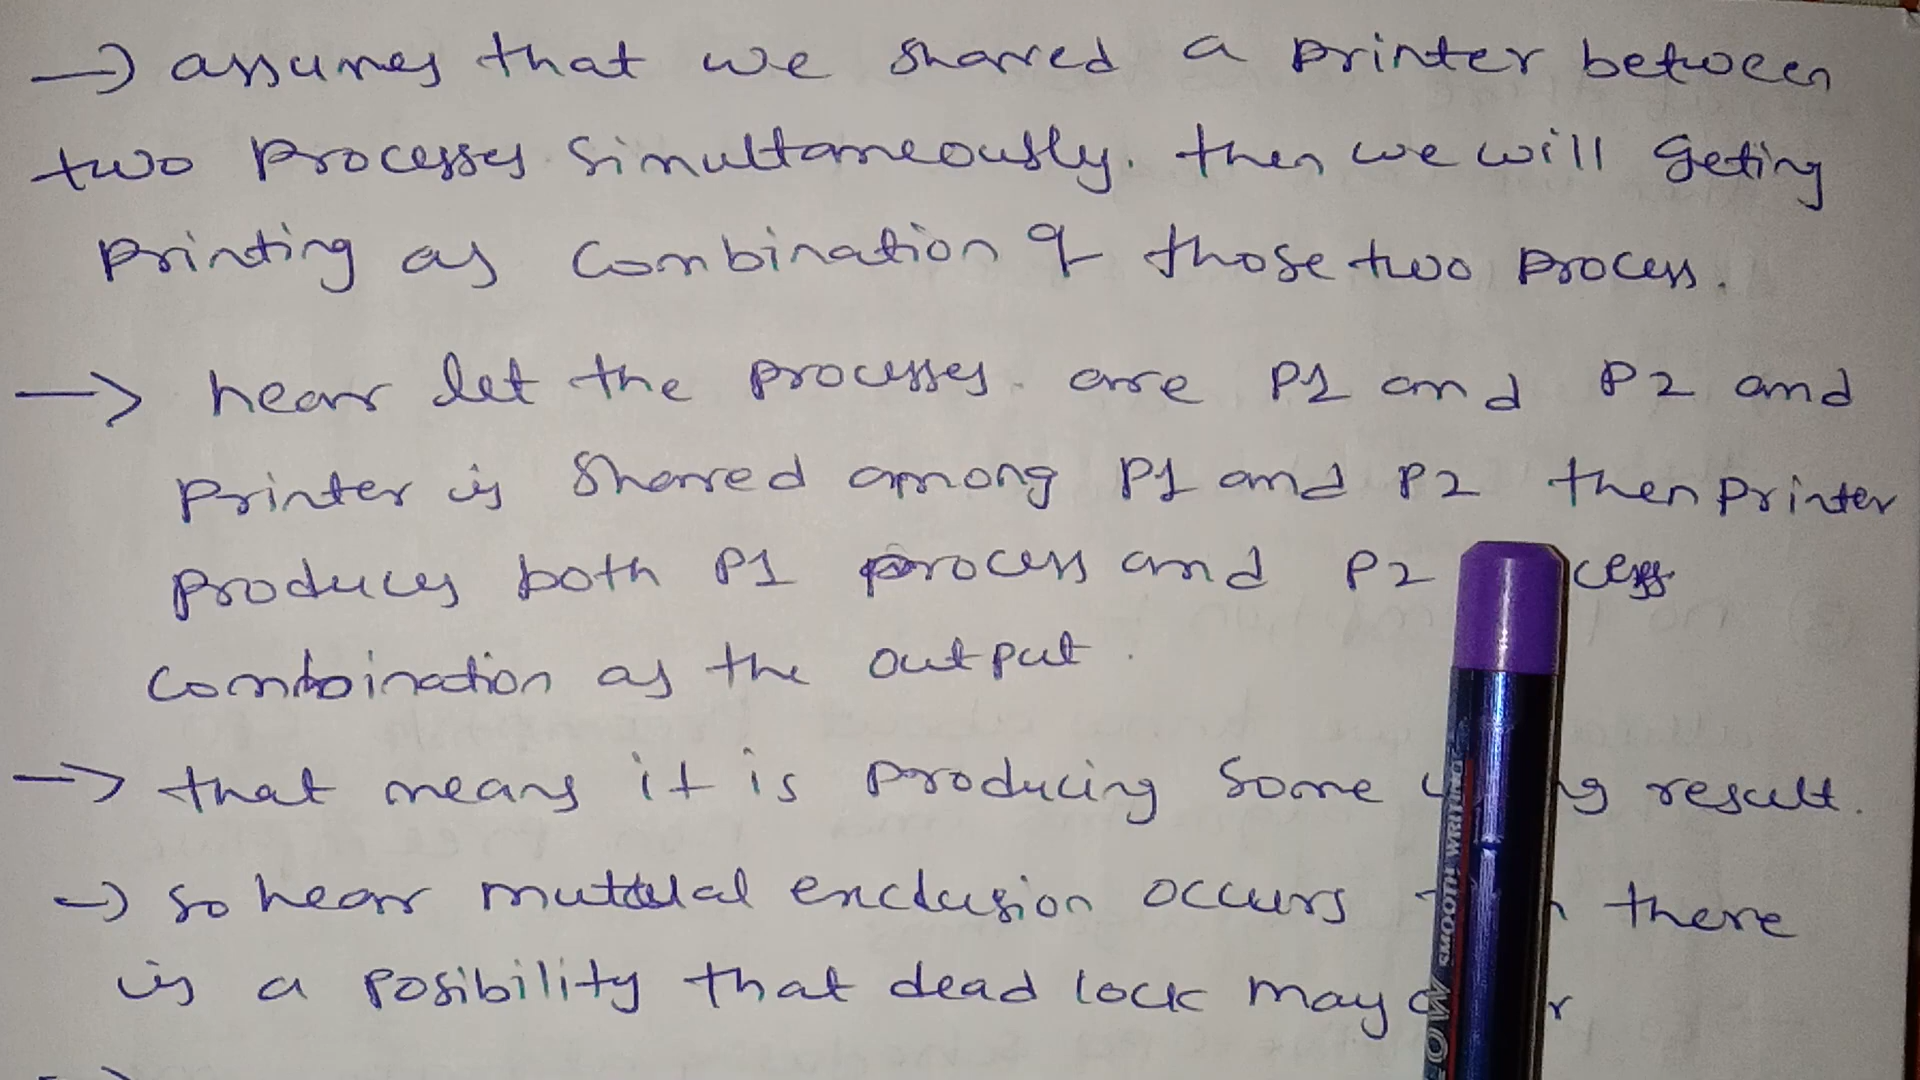 → assumes that we shared a printer between
two processes simultaneously. then we will geting
printing as combination of those two process.
→ hear let the processes are P1 and P2 and
printer is shared among P1 and P2 then printer
produces both P1 process and P2 cess
combination as the output.
→ that means it is producing some result.
→ so hear mutual exclusion occurs there
is a posibility that dead lock may
SMOOTH WRITING